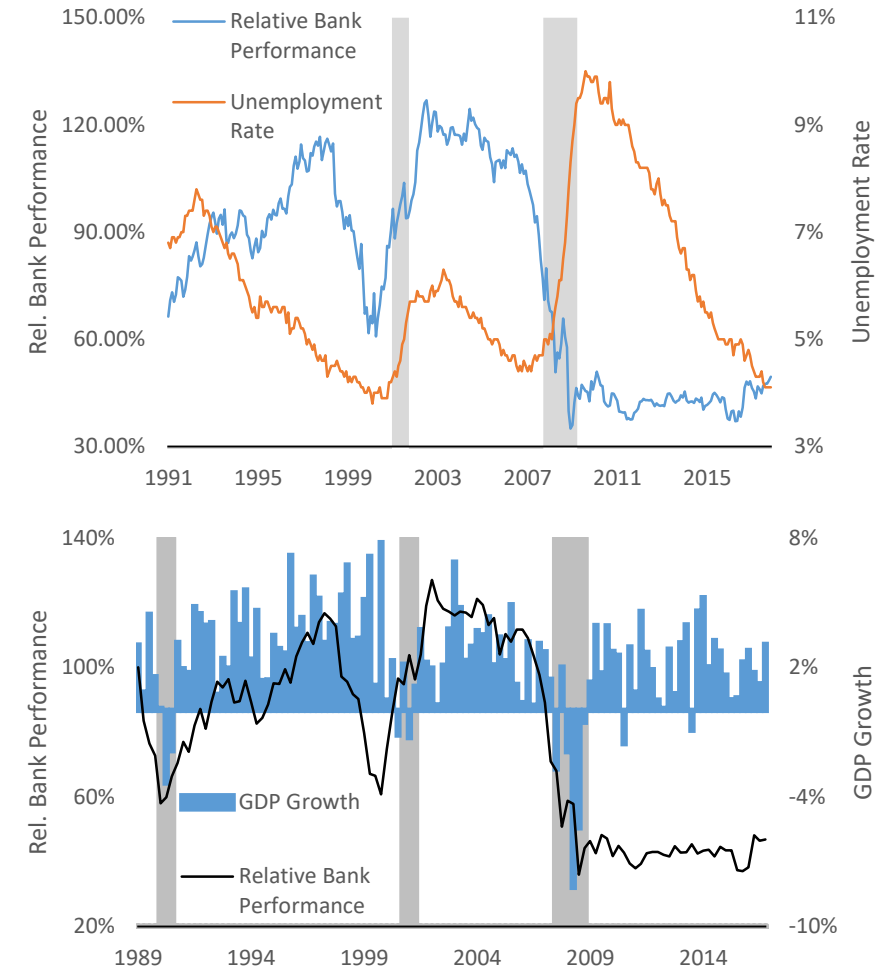 150.00%
120.00%
90.00%
60.00%
30.00%
Rel. Bank Performance
Relative Bank
Performance
Unemployment
Rate
11%
9%
7%
5%
3%
Unemployment Rate
1991 1995 1999 2003 2007 2011 2015
140%
100%
60%
20%
Rel. Bank Performance
GDP Growth
Relative Bank
Performance
8%
2%
-4%
-10%
GDP Growth
1989 1994 1999 2004 2009 2014